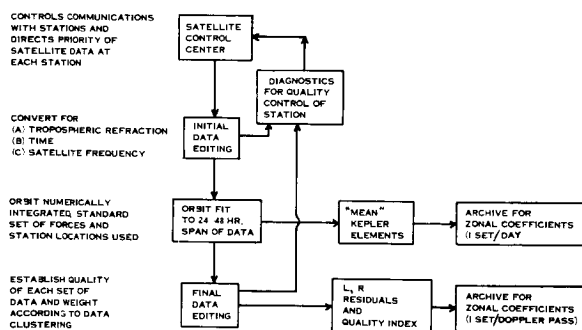 CONTROLS COMMUNICATIONS
WITH STATIONS AND
DIRECTS PRIORITY OF
SATELLITE DATA AT
EACH STATION
SATELLITE
CONTROL
CENTER
DIAGNOSTICS
FOR QUALITY
CONTROL OF
STATION
CONVERT FOR
(A) TROPOSPHERIC REFRACTION
(B) TIME
(C) SATELLITE FREQUENCY
INITIAL
DATA
EDITING
ORBIT NUMERICALLY
INTEGRATED, STANDARD
SET OF FORCES AND
STATION LOCATIONS USED
ORBIT FIT
TO 24-48 HR.
SPAN OF DATA
"MEAN"
KEPLER
ELEMENTS
ARCHIVE FOR
ZONAL COEFFICIENTS
(1 SET/DAY
ESTABLISH QUALITY
OF EACH SET OF
DATA AND WEIGHT
ACCORDING TO DATA
CLUSTERING
FINAL
DATA
EDITING
L, R
RESIDUALS
AND
QUALITY INDEX
ARCHIVE FOR
ZONAL COEFFICIENTS
(1 SET/DOPPLER PASS)